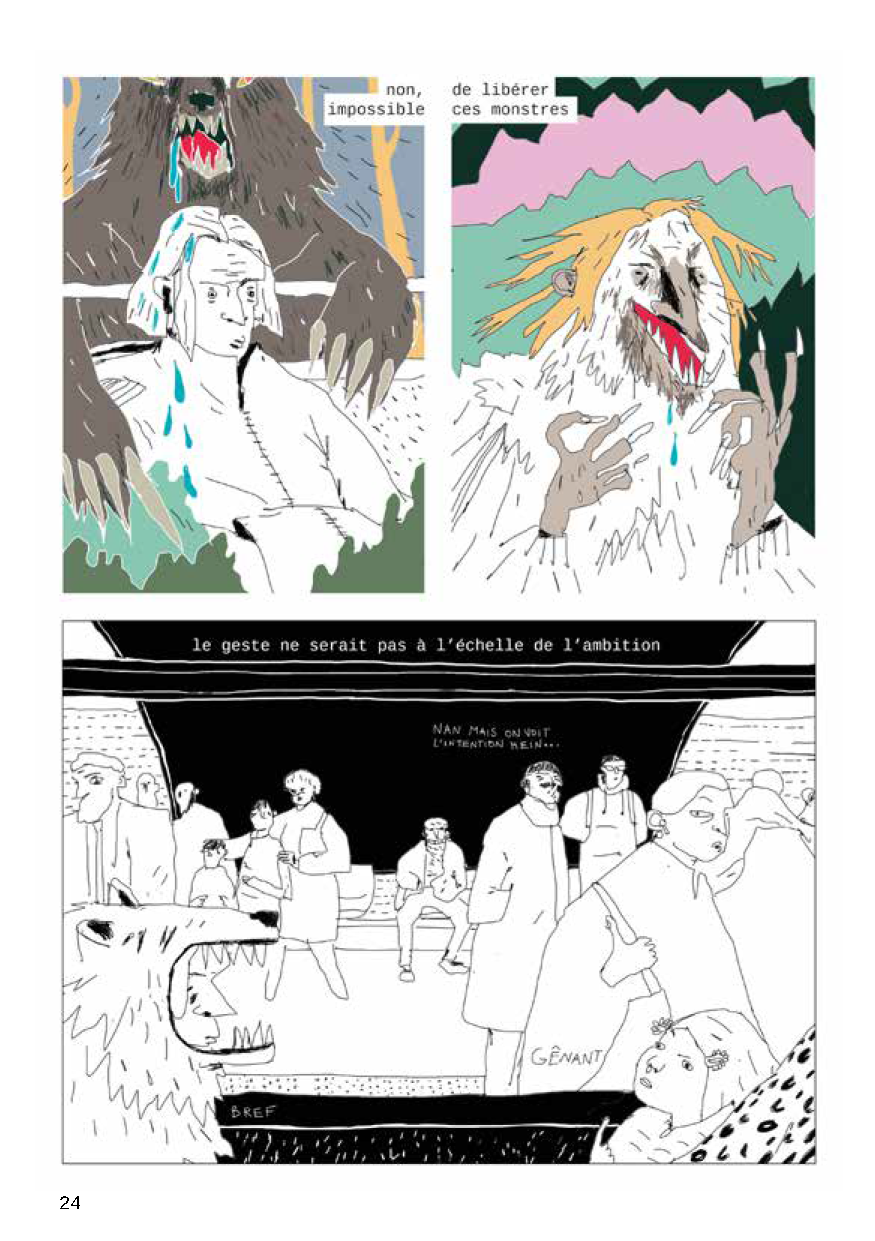 non,
impossible
de libérer
ces monstres
le geste ne serait pas à l'échelle de l'ambition
NAN MAIS ON VOIT
L'INTENTION HEIN...
GÊNANT
BREF
24